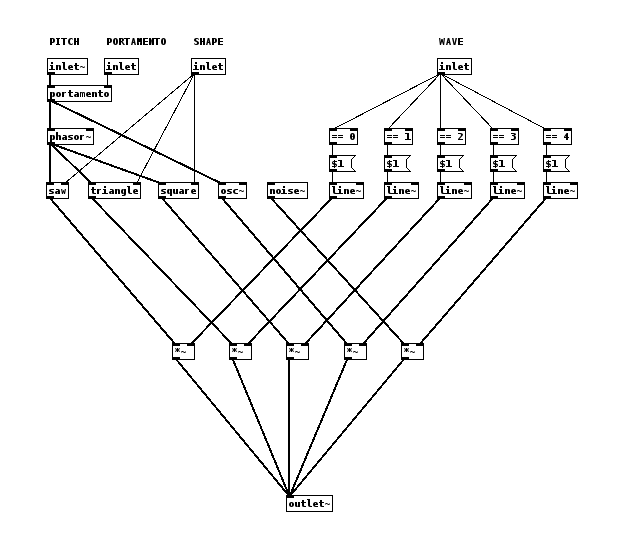 PITCH PORTAMENTO SHAPE WAVE
inlet~ inlet inlet inlet
portamento
phasor~ == 0 == 1 == 2 == 3 == 4
$1 $1 $1 $1 $1
saw triangle square osc~ noise~ line~ line~ line~ line~ line~
*~ *~ *~ *~ *~
outlet~